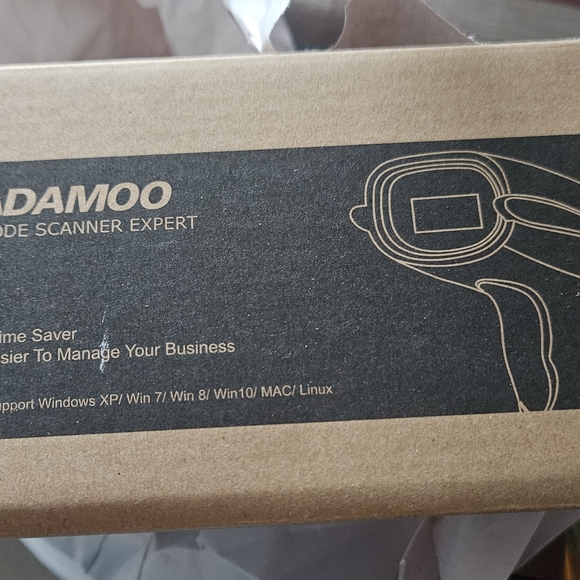 ADAMOO
ODE SCANNER EXPERT
ime Saver
asier To Manage Your Business
pport Windows XP/ Win 7/ Win 8/ Win10/ MAC/ Linux